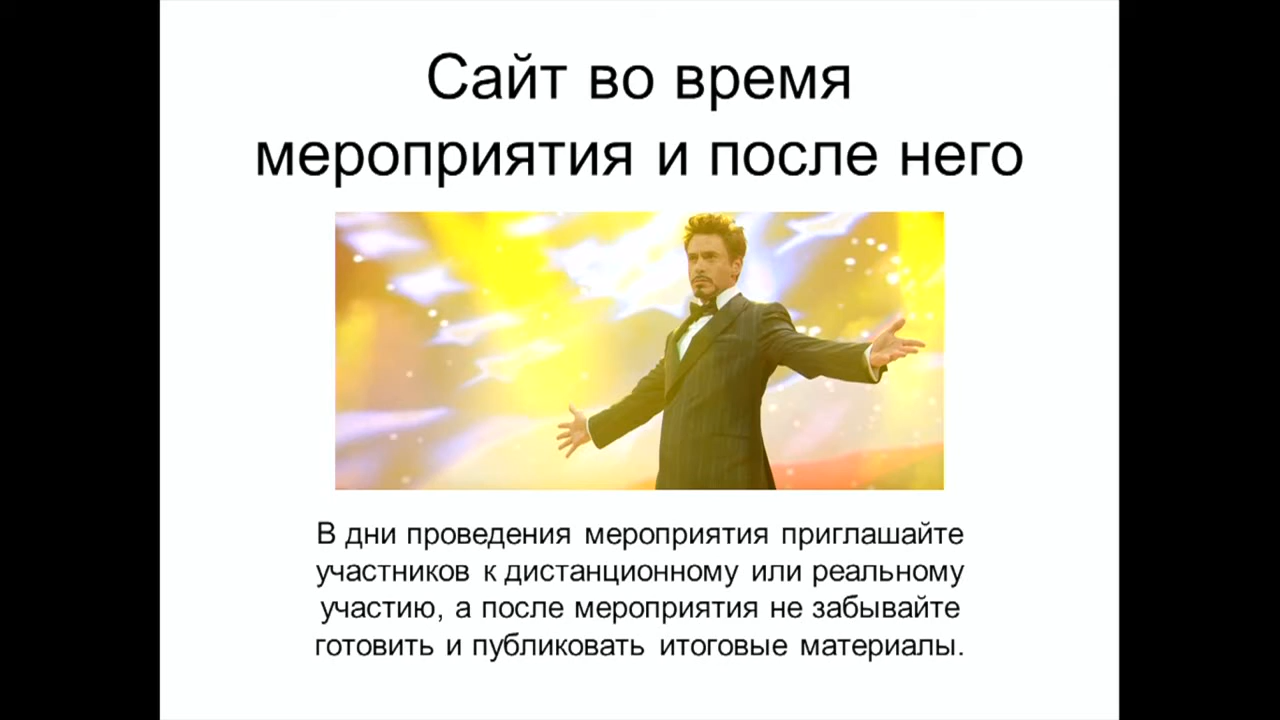 Сайт во время
мероприятия и после него
В дни проведения мероприятия приглашайте
участников к дистанционному или реальному
участию, а после мероприятия не забывайте
готовить и публиковать итоговые материалы.